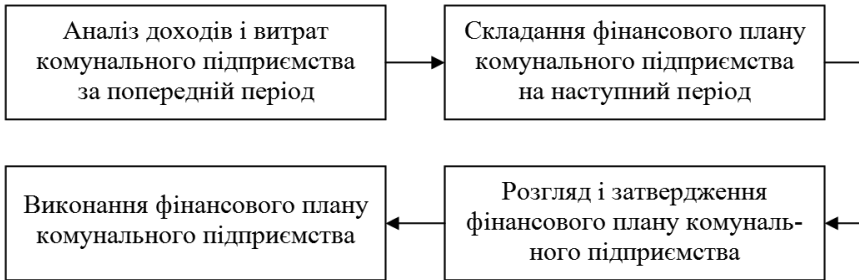 Аналіз доходів і витрат
комунального підприємства
за попередній період
Складання фінансового плану
комунального підприємства
на наступний період
Розгляд і затвердження
фінансового плану комуналь-
ного підприємства
Виконання фінансового плану
комунального підприємства